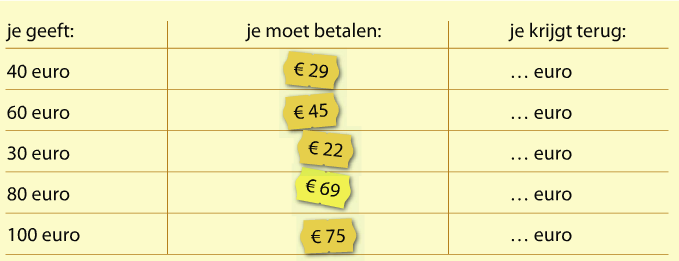 je geeft: je moet betalen: je krijgt terug:
40 euro € 29 ... euro
60 euro € 45 ... euro
30 euro € 22 ... euro
80 euro € 69 ... euro
100 euro € 75 ... euro